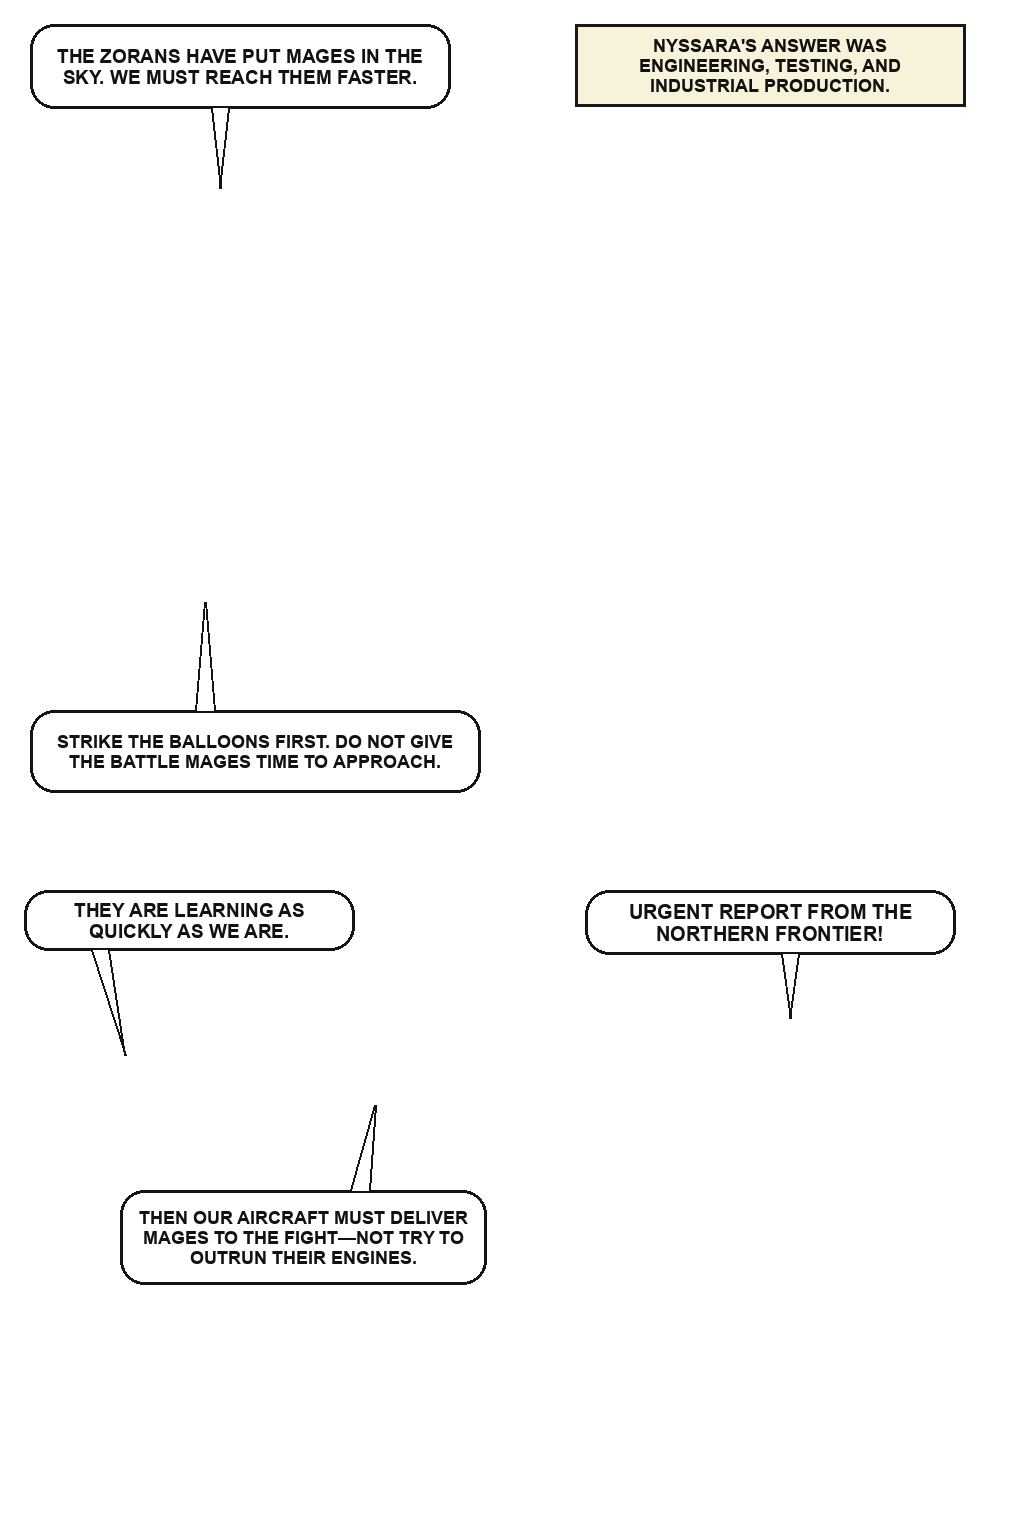 THE ZORANS HAVE PUT MAGES IN THE
SKY. WE MUST REACH THEM FASTER.
NYSSARA'S ANSWER WAS
ENGINEERING, TESTING, AND
INDUSTRIAL PRODUCTION.
STRIKE THE BALLOONS FIRST. DO NOT GIVE
THE BATTLE MAGES TIME TO APPROACH.
THEY ARE LEARNING AS
QUICKLY AS WE ARE.
THEN OUR AIRCRAFT MUST DELIVER
MAGES TO THE FIGHT—NOT TRY TO
OUTRUN THEIR ENGINES.
URGENT REPORT FROM THE
NORTHERN FRONTIER!